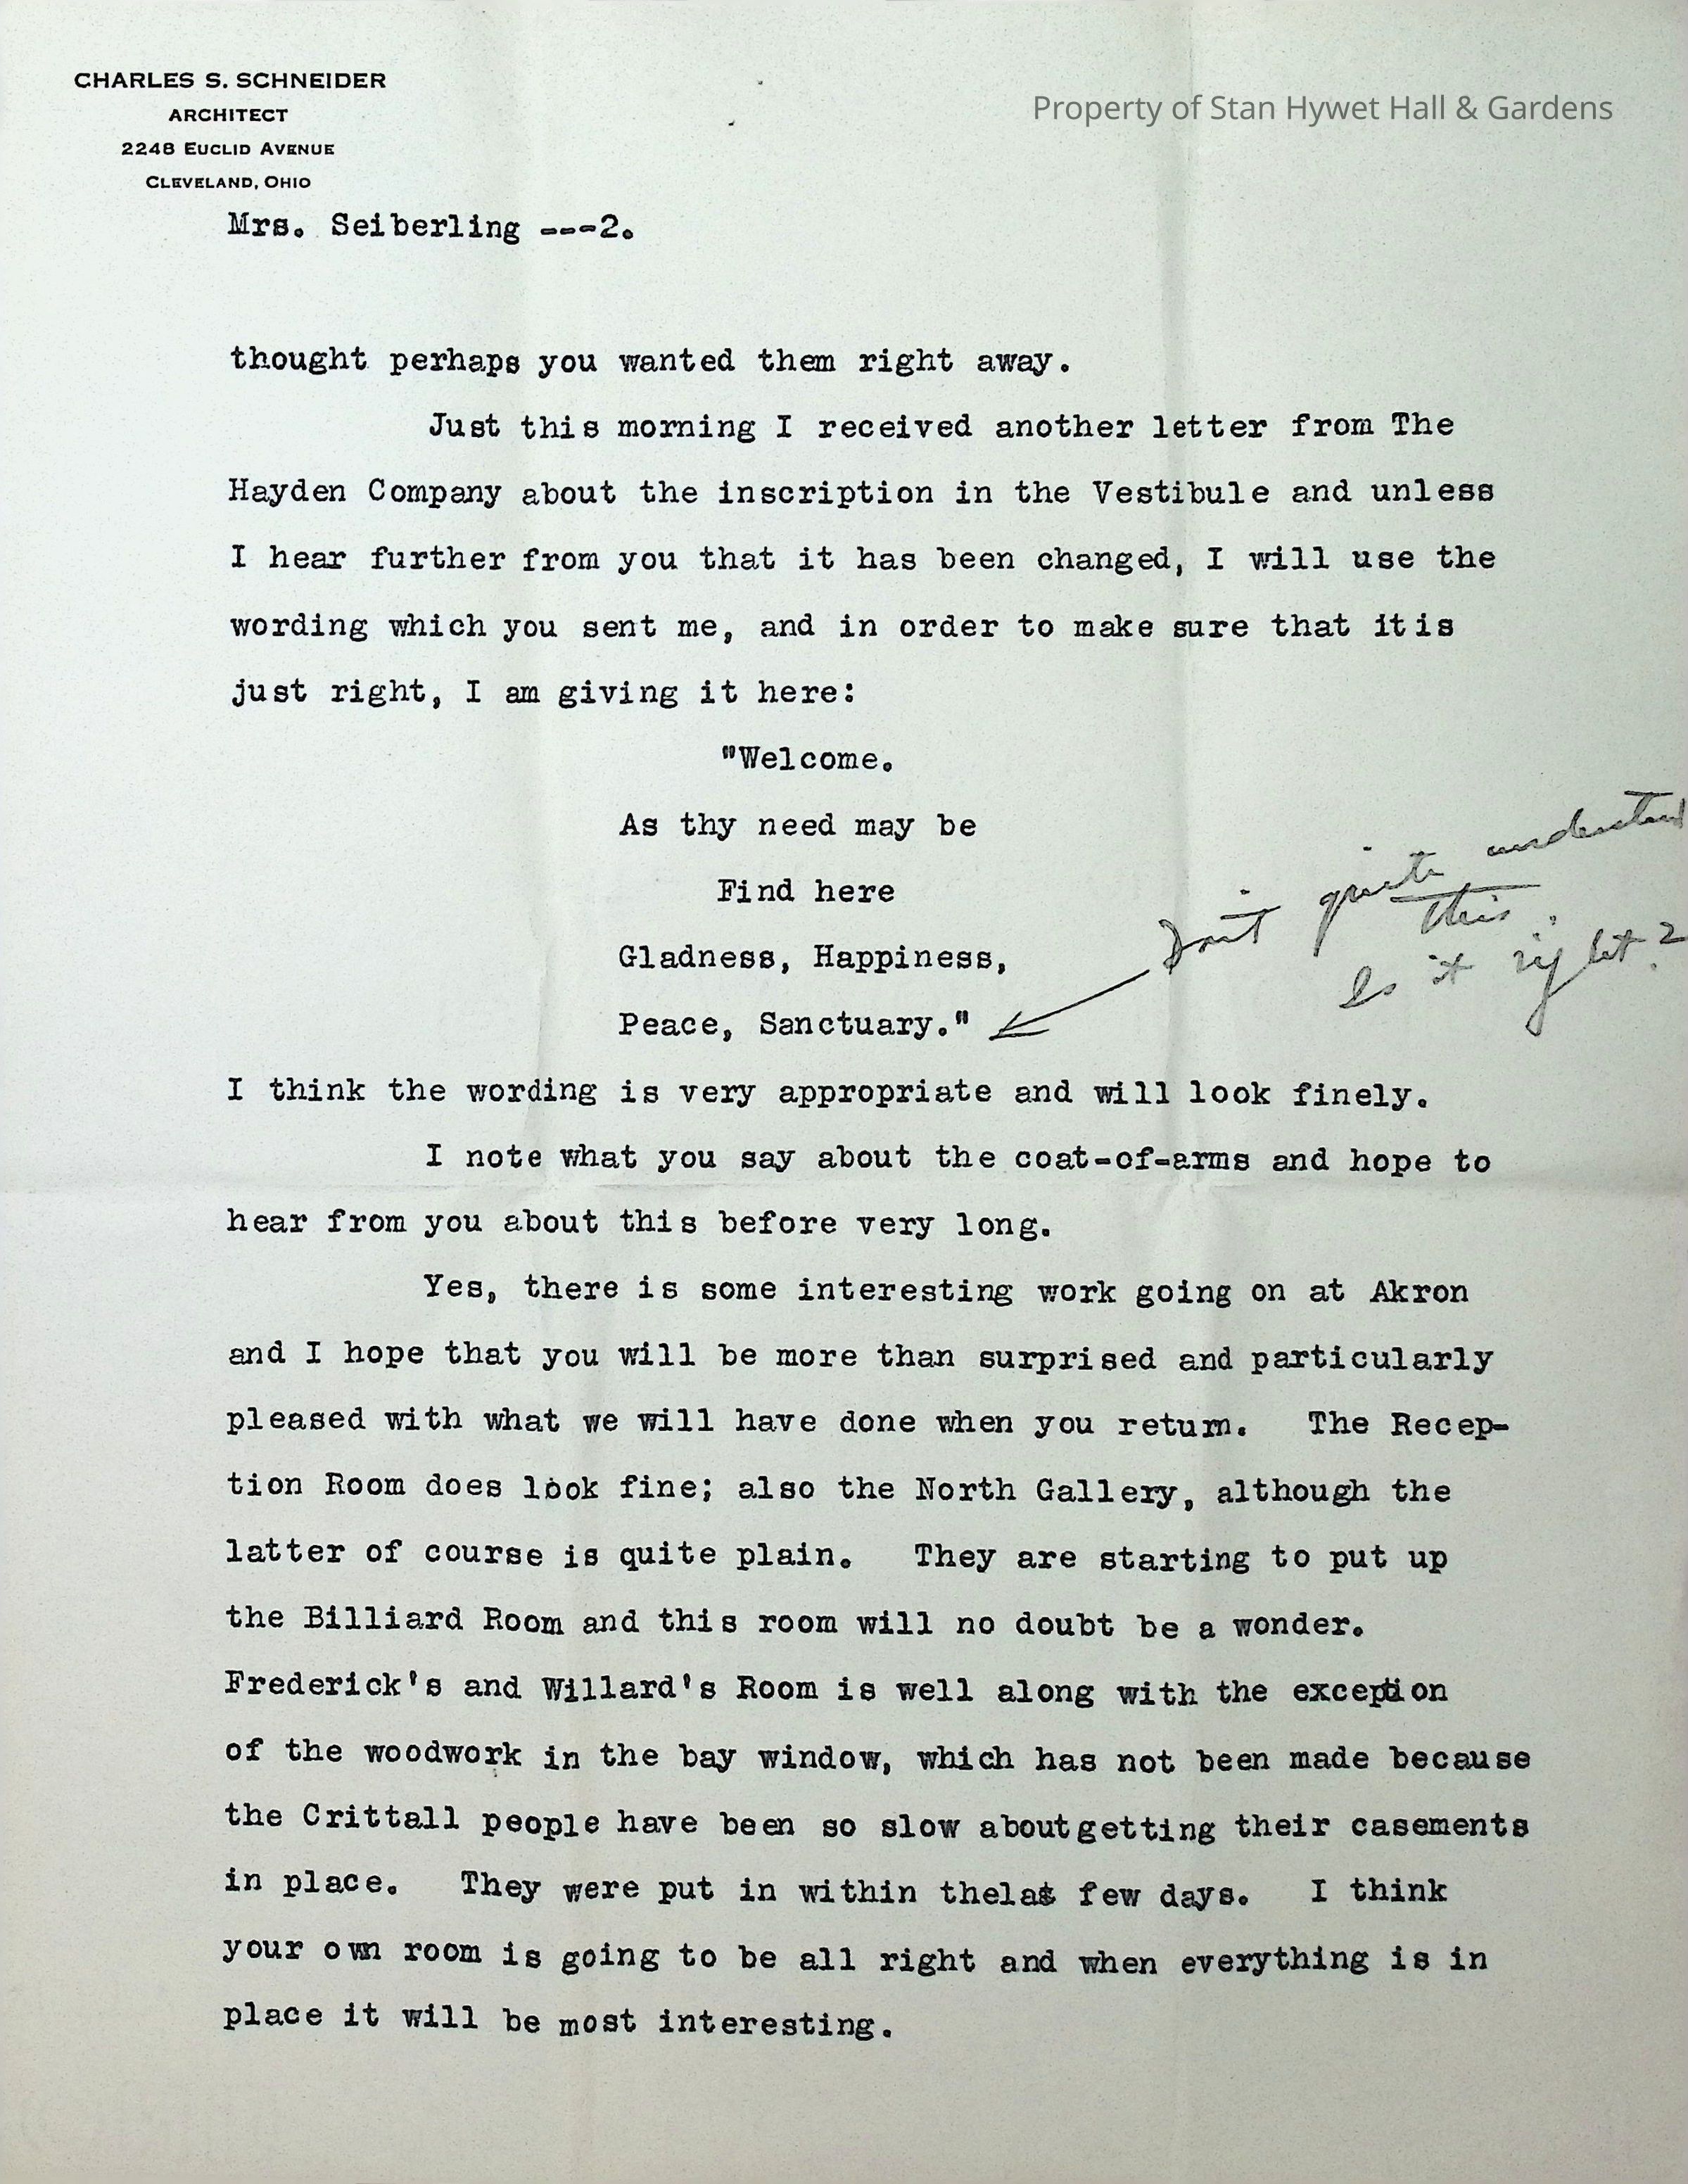 CHARLES S. SCHNEIDER
ARCHITECT
2248 EUCLID AVENUE
CLEVELAND, OHIO
Property of Stan Hywet Hall & Gardens
Mrs. Seiberling ---2.
thought perhaps you wanted them right away.
Just this morning I received another letter from The
Hayden Company about the inscription in the Vestibule and unless
I hear further from you that it has been changed, I will use the
wording which you sent me, and in order to make sure that itis
just right, I am giving it here:
"Welcome.
As thy need may be
Find here
Gladness, Happiness,
Peace, Sanctuary."
Don't quite understand
this.
Is it right?
I think the wording is very appropriate and will look finely.
I note what you say about the coat-of-arms and hope to
hear from you about this before very long.
Yes, there is some interesting work going on at Akron
and I hope that you will be more than surprised and particularly
pleased with what we will have done when you return. The Recep-
tion Room does look fine; also the North Gallery, although the
latter of course is quite plain. They are starting to put up
the Billiard Room and this room will no doubt be a wonder.
Frederick's and Willard's Room is well along with the exception
of the woodwork in the bay window, which has not been made because
the Crittall people have been so slow aboutgetting their casements
in place. They were put in within thelast few days. I think
your own room is going to be all right and when everything is in
place it will be most interesting.